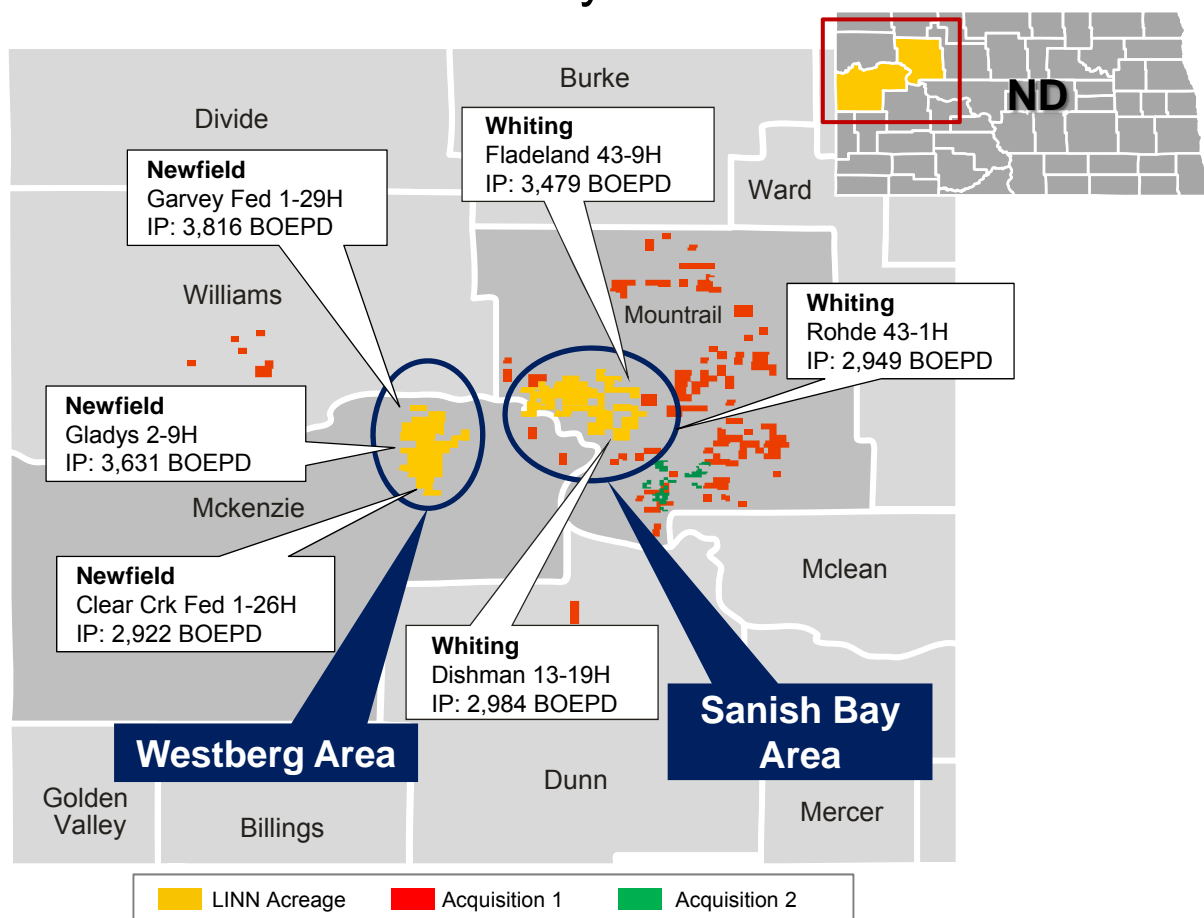 ND
Burke
Divide
Whiting
Fladeland 43-9H
IP: 3,479 BOEPD
Newfield
Garvey Fed 1-29H
IP: 3,816 BOEPD
Ward
Williams
Mountrail
Whiting
Rohde 43-1H
IP: 2,949 BOEPD
Newfield
Gladys 2-9H
IP: 3,631 BOEPD
Mckenzie
Newfield
Clear Crk Fed 1-26H
IP: 2,922 BOEPD
Mclean
Whiting
Dishman 13-19H
IP: 2,984 BOEPD
Sanish Bay
Area
Westberg Area
Dunn
Golden
Valley
Billings
Mercer
LINN Acreage
Acquisition 1
Acquisition 2